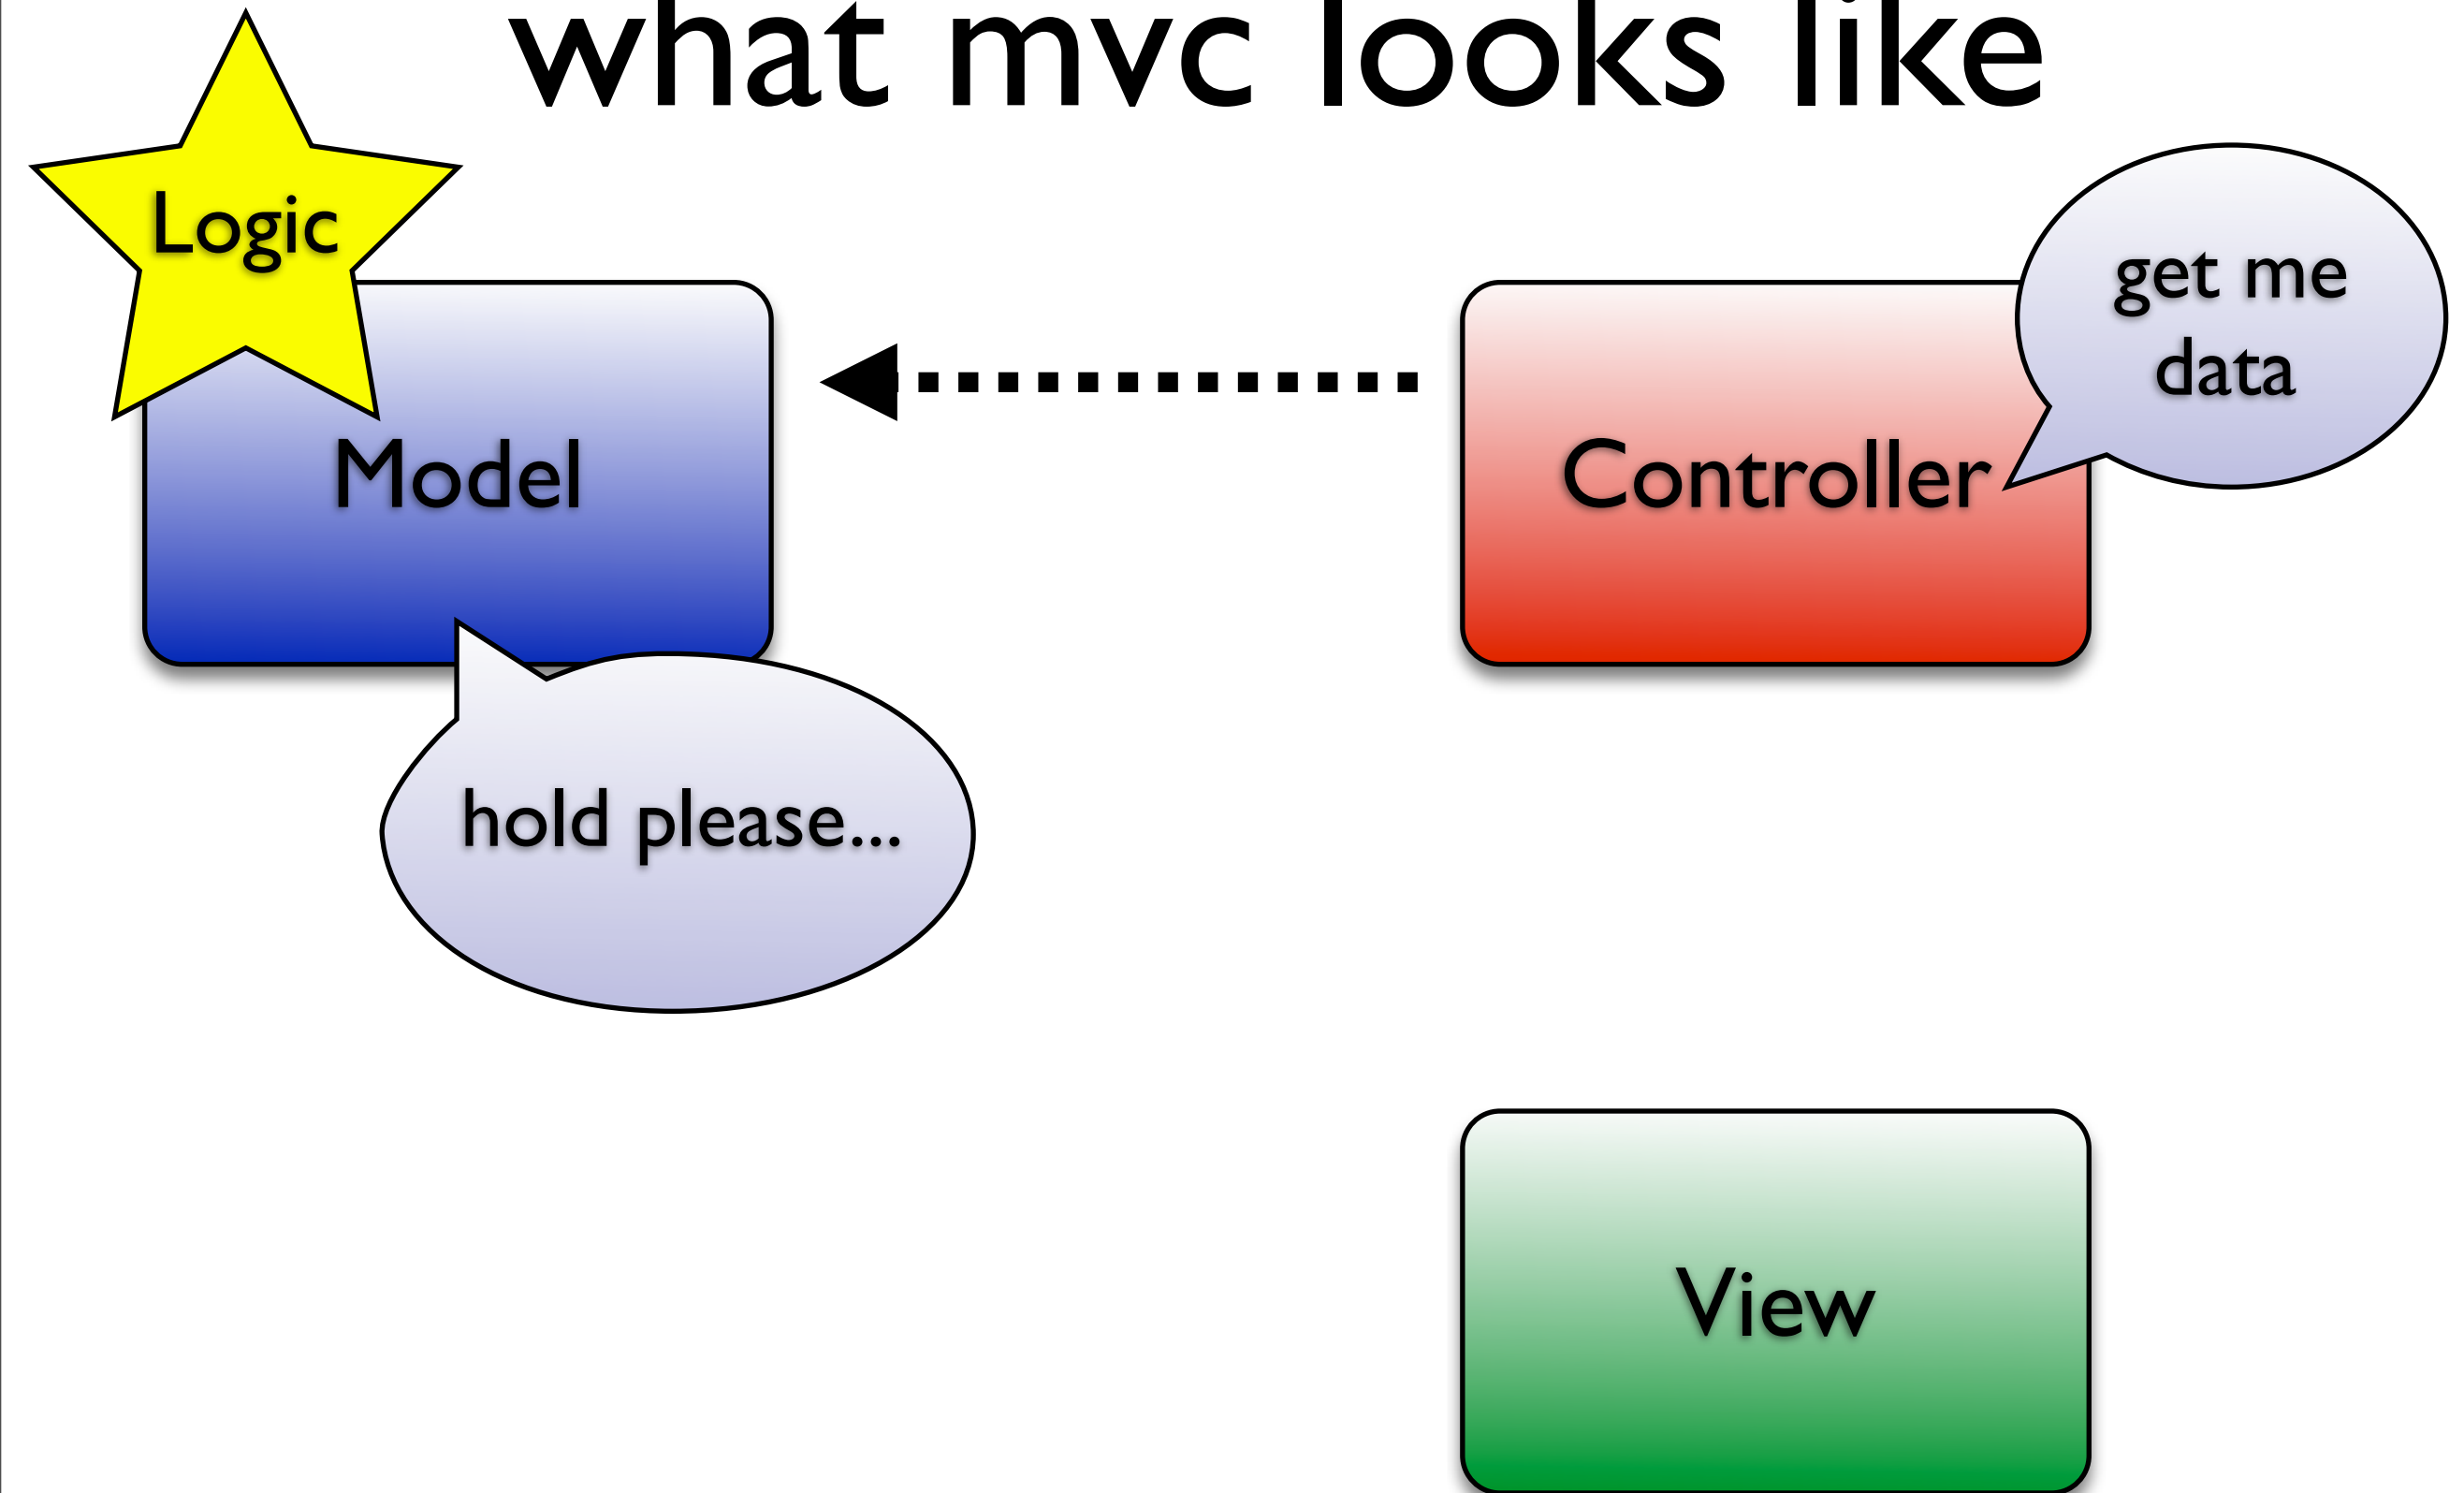 what mvc looks like
Logic
get me
data
Model
Controller
hold please...
View